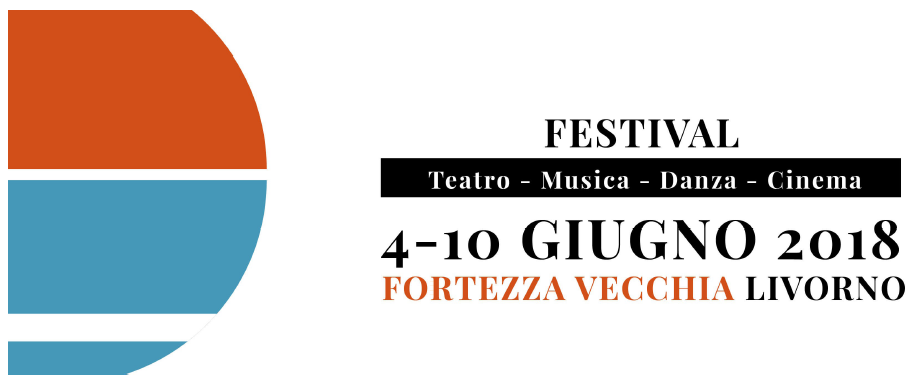 FESTIVAL
Teatro - Musica - Danza - Cinema
4-10 GIUGNO 2018
FORTEZZA VECCHIA LIVORNO